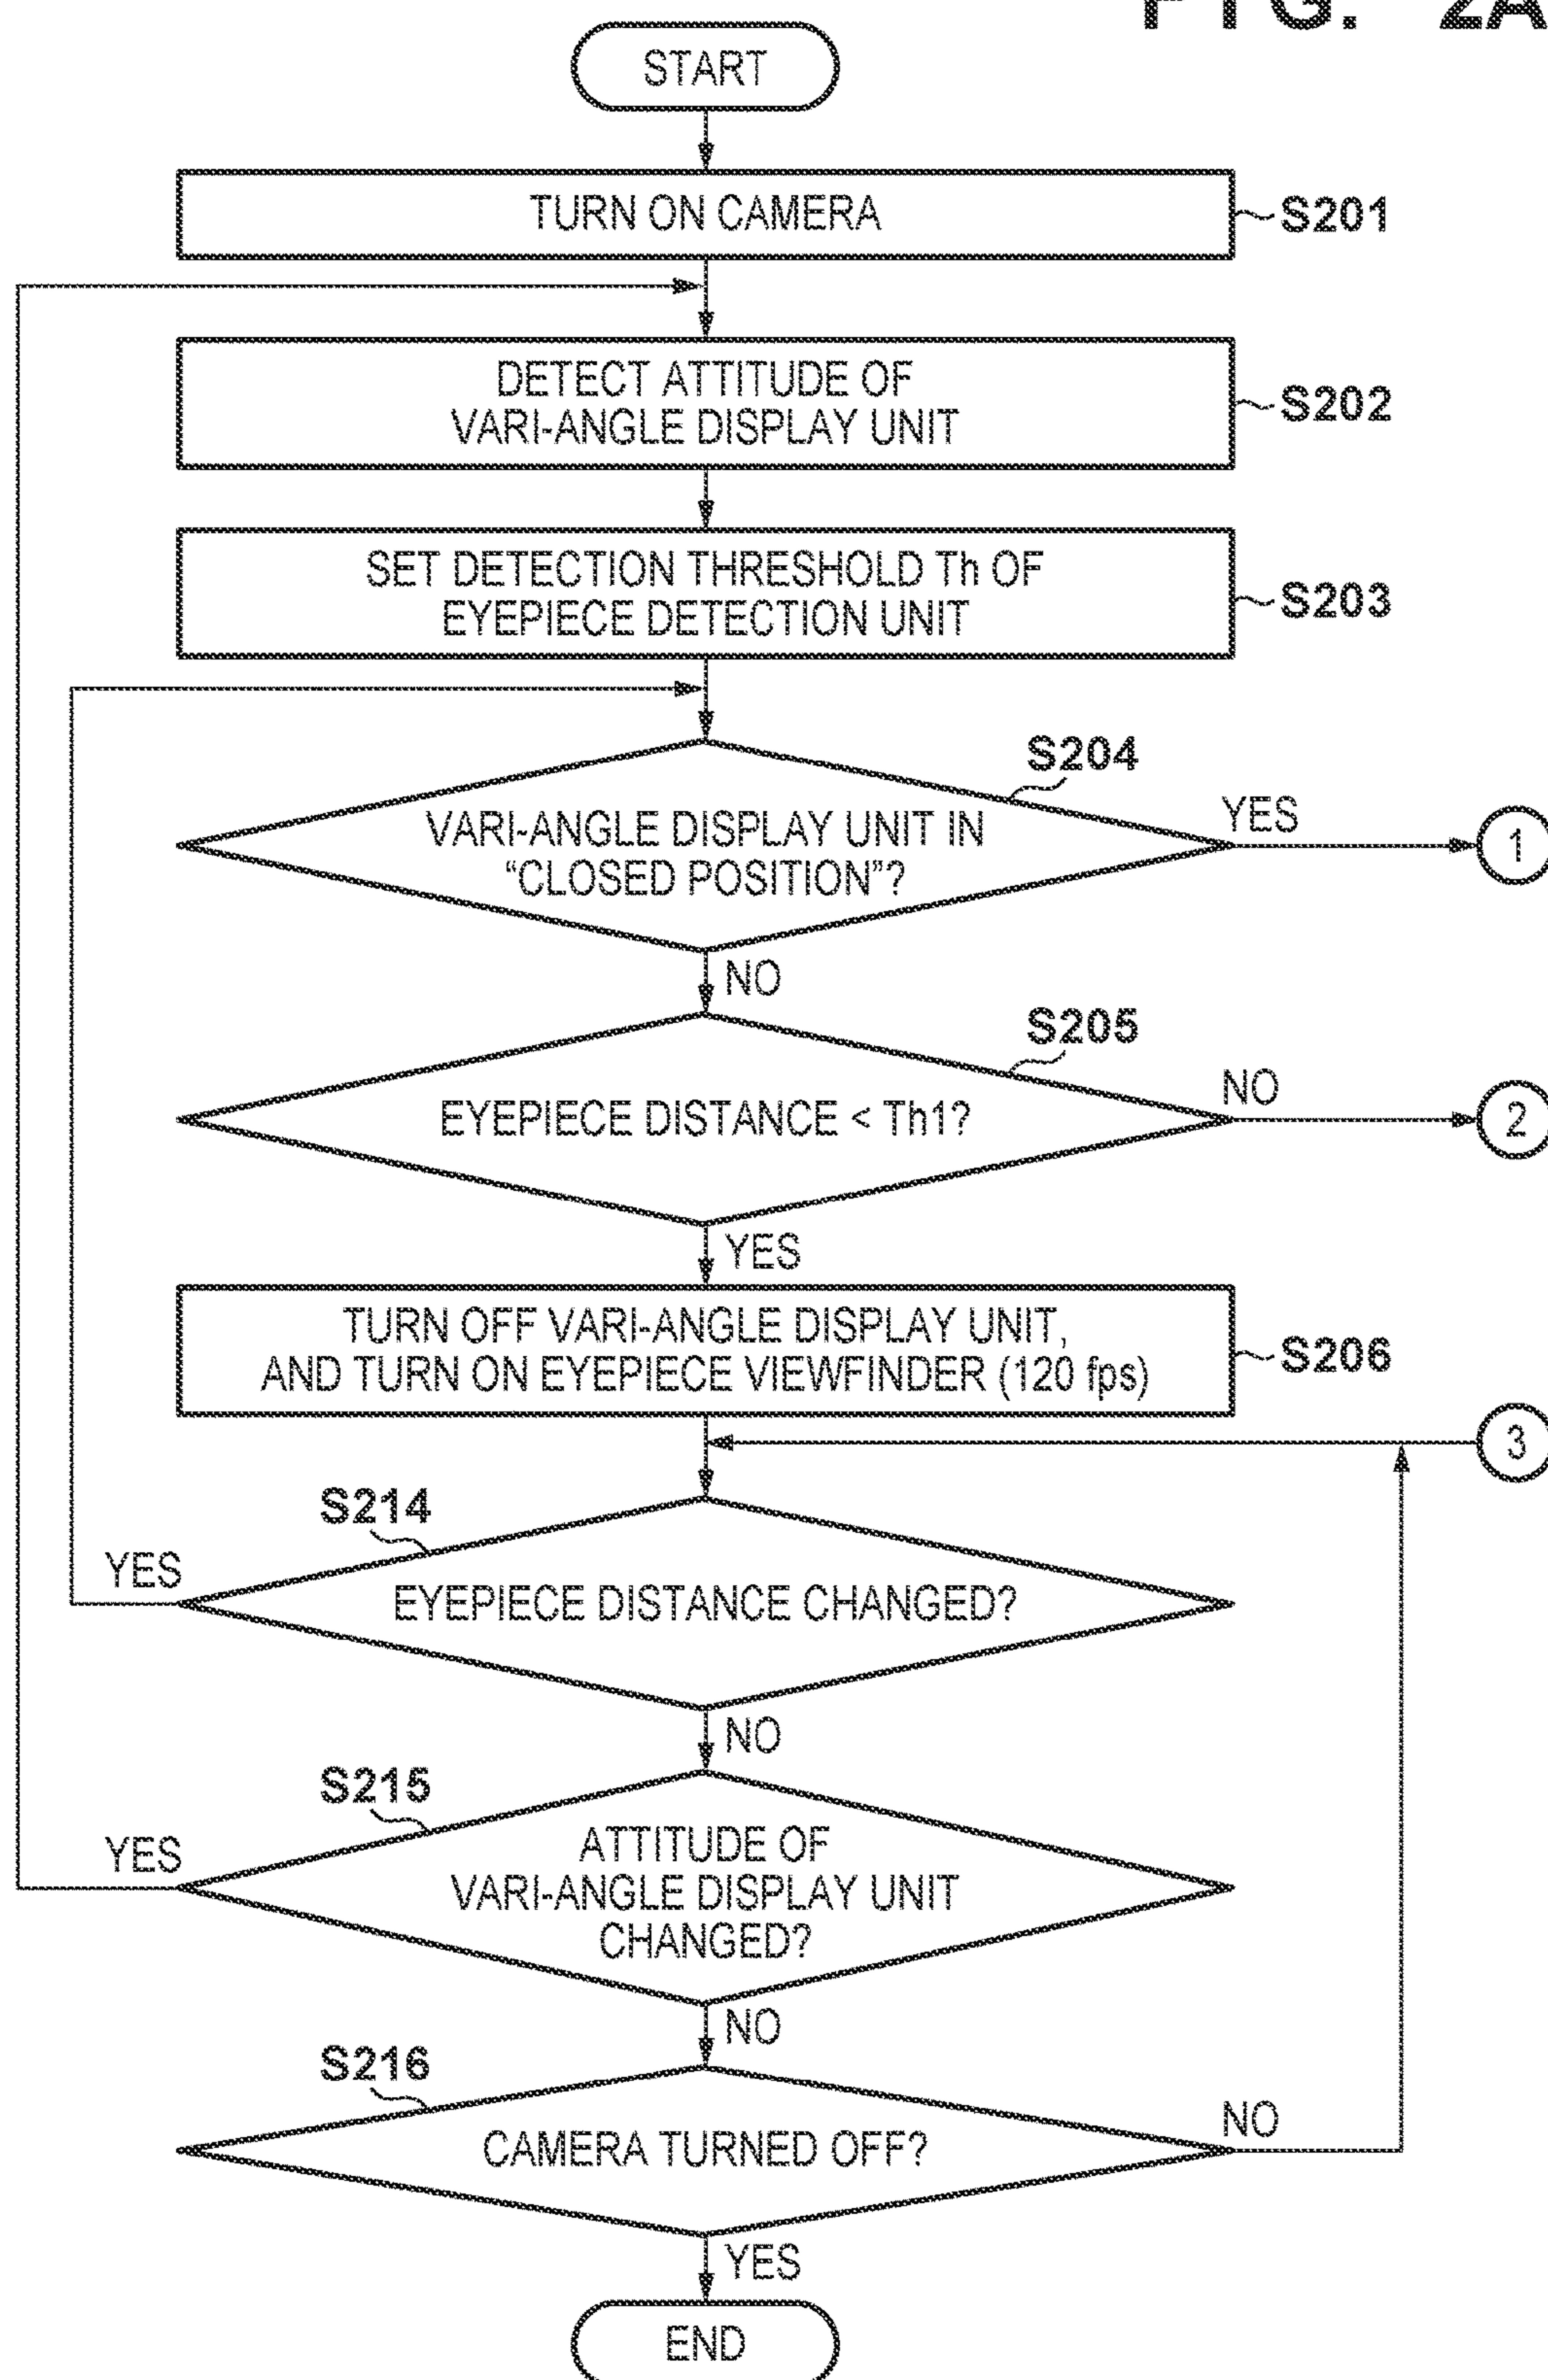 FIG. 2A
START
TURN ON CAMERA
S201
DETECT ATTITUDE OF
VARI-ANGLE DISPLAY UNIT
S202
SET DETECTION THRESHOLD Th OF
EYEPIECE DETECTION UNIT
S203
S204
VARI-ANGLE DISPLAY UNIT IN
“CLOSED POSITION”?
YES
1
NO
S205
EYEPIECE DISTANCE < Th1?
NO
2
YES
TURN OFF VARI-ANGLE DISPLAY UNIT,
AND TURN ON EYEPIECE VIEWFINDER (120 fps)
S206
3
S214
YES
EYEPIECE DISTANCE CHANGED?
NO
S215
YES
ATTITUDE OF
VARI-ANGLE DISPLAY UNIT
CHANGED?
NO
S216
CAMERA TURNED OFF?
NO
YES
END